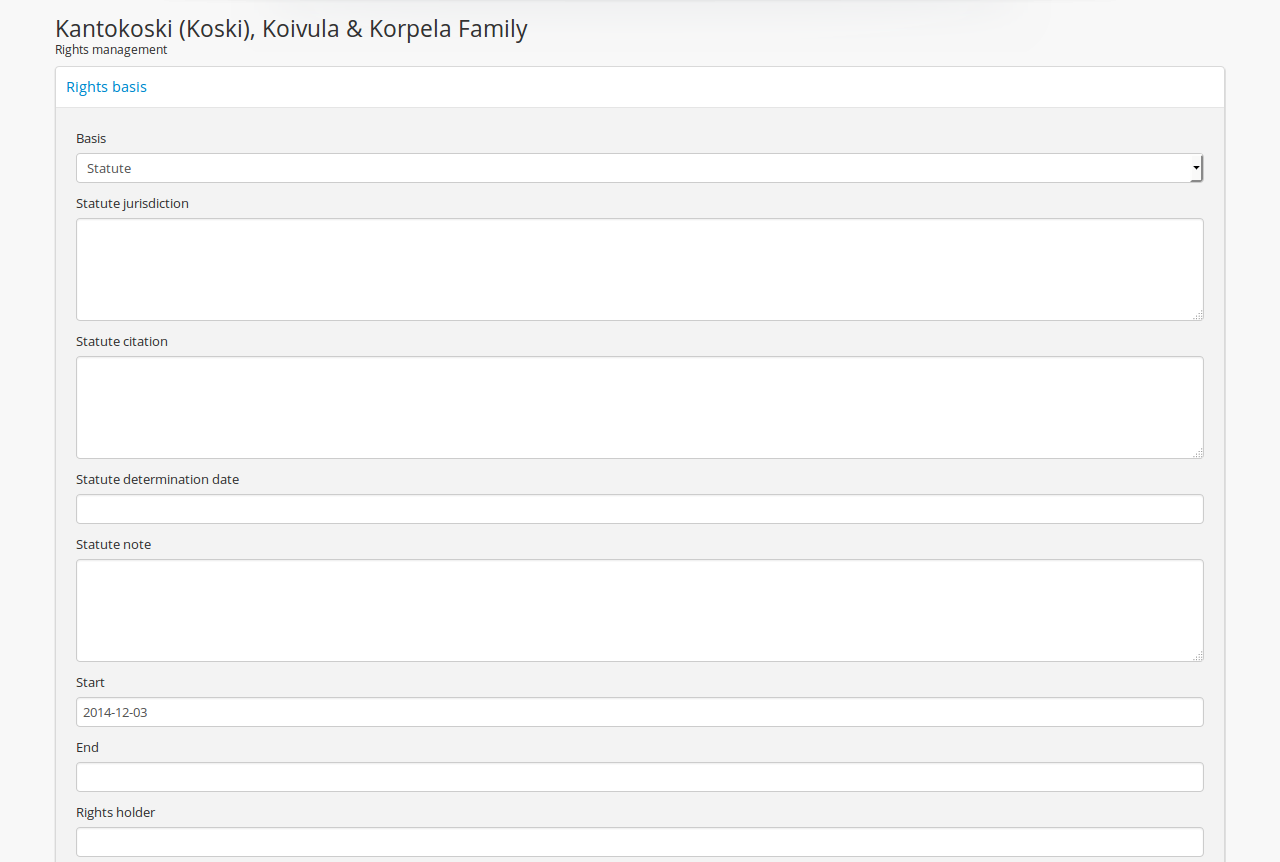 Kantokoski (Koski), Koivula & Korpela Family
Rights management
Rights basis
Basis
Statute
Statute jurisdiction
Statute citation
Statute determination date
Statute note
Start
2014-12-03
End
Rights holder